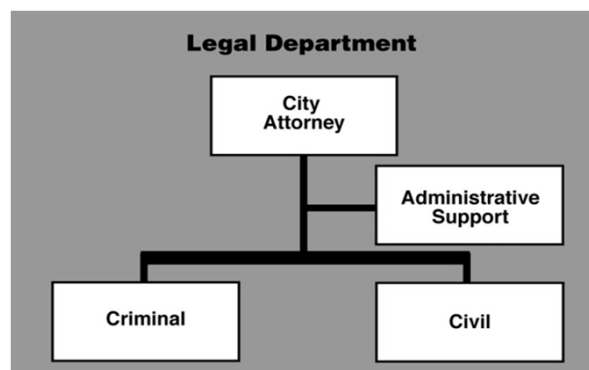 Legal Department
City
Attorney
Administrative
Support
Criminal
Civil